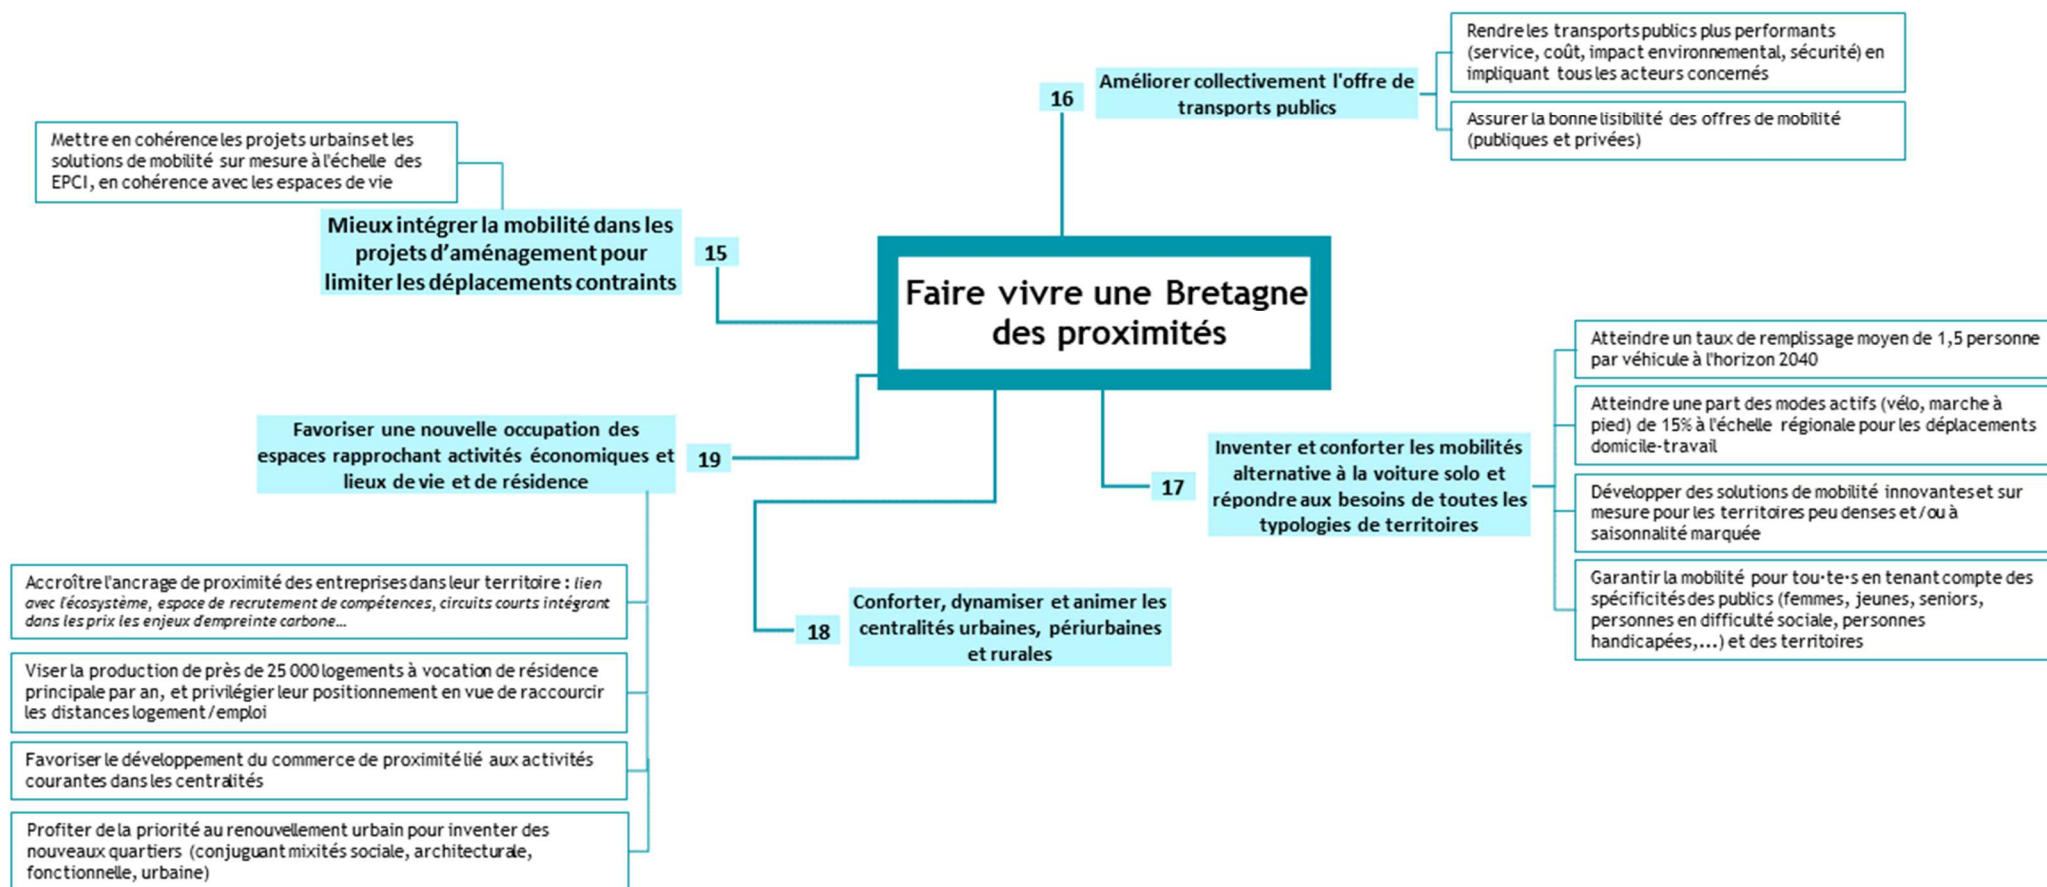 Faire vivre une Bretagne
des proximités
15
Mieux intégrer la mobilité dans les
projets d’aménagement pour
limiter les déplacements contraints
Mettre en cohérence les projets urbains et les
solutions de mobilité sur mesure à l'échelle des
EPCI, en cohérence avec les espaces de vie
16
Améliorer collectivement l'offre de
transports publics
Rendre les transports publics plus performants
(service, coût, impact environnemental, sécurité) en
impliquant tous les acteurs concernés
Assurer la bonne lisibilité des offres de mobilité
(publiques et privées)
17
Inventer et conforter les mobilités
alternative à la voiture solo et
répondre aux besoins de toutes les
typologies de territoires
Atteindre un taux de remplissage moyen de 1,5 personne
par véhicule à l'horizon 2040
Atteindre une part des modes actifs (vélo, marche à
pied) de 15% à l'échelle régionale pour les déplacements
domicile-travail
Développer des solutions de mobilité innovantes et sur
mesure pour les territoires peu denses et/ou à
saisonnalité marquée
Garantir la mobilité pour tou·te·s en tenant compte des
spécificités des publics (femmes, jeunes, seniors,
personnes en difficulté sociale, personnes
handicapées,...) et des territoires
18
Conforter, dynamiser et animer les
centralités urbaines, périurbaines
et rurales
19
Favoriser une nouvelle occupation des
espaces rapprochant activités économiques et
lieux de vie et de résidence
Accroître l'ancrage de proximité des entreprises dans leur territoire : lien
avec l'écosystème, espace de recrutement de compétences, circuits courts intégrant
dans les prix les enjeux d'empreinte carbone…
Viser la production de près de 25 000 logements à vocation de résidence
principale par an, et privilégier leur positionnement en vue de raccourcir
les distances logement/emploi
Favoriser le développement du commerce de proximité lié aux activités
courantes dans les centralités
Profiter de la priorité au renouvellement urbain pour inventer des
nouveaux quartiers (conjuguant mixités sociale, architecturale,
fonctionnelle, urbaine)